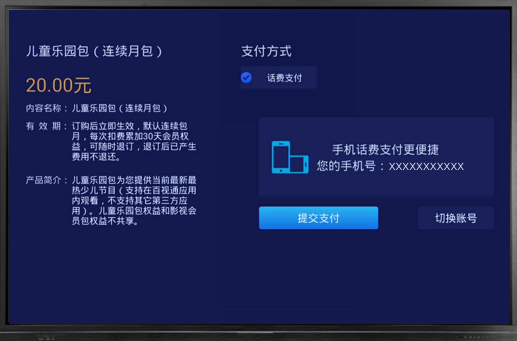 儿童乐园包（连续月包）
20.00元
内容名称： 儿童乐园包（连续月包）
有 效 期： 订购后立即生效，默认连续包
月，每次扣费累加30天会员权
益，可随时退订，退订后已产生
费用不退还。
产品简介： 儿童乐园包为您提供当前最新最
热少儿节目（支持在百视通应用
内观看，不支持其它第三方应
用）。儿童乐园包权益和影视会
员包权益不共享。
支付方式
话费支付
手机话费支付更便捷
您的手机号：XXXXXXXXXXX
提交支付
切换账号